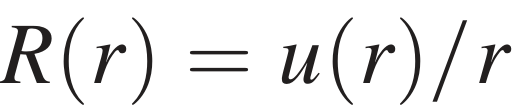 R(r) = u(r)/r